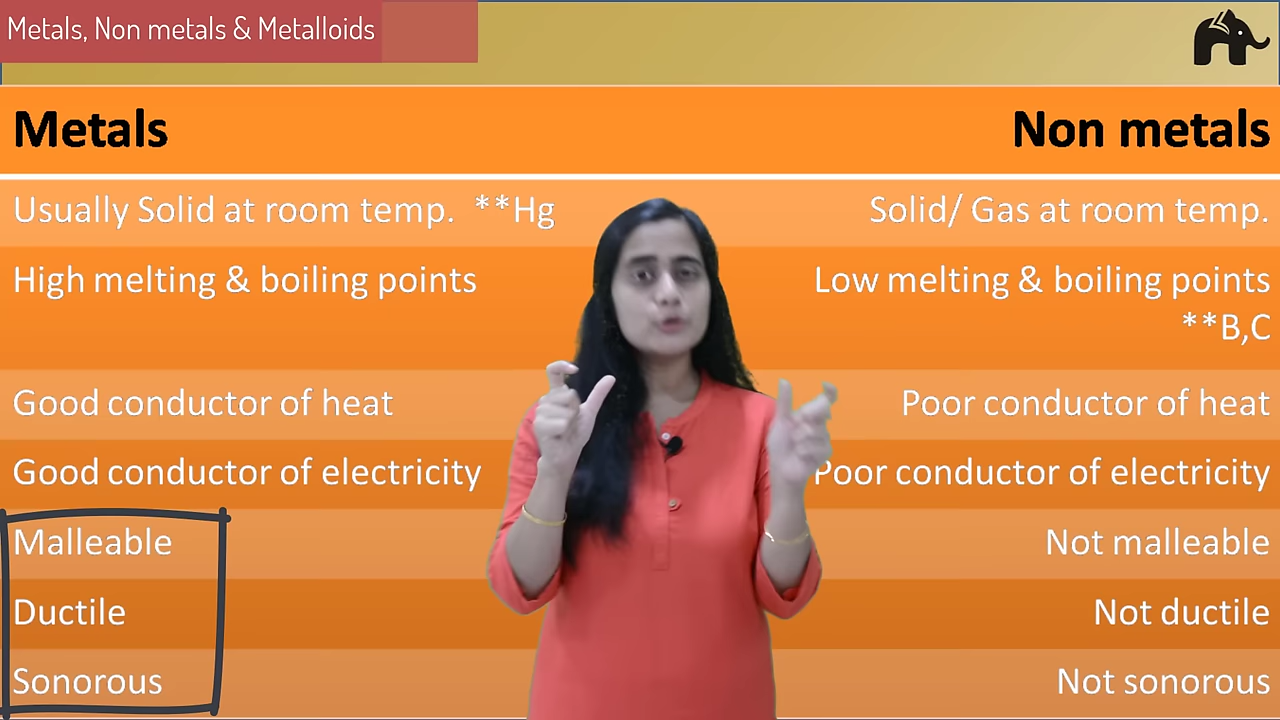 Metals, Non metals & Metalloids
Metals Non metals
Usually Solid at room temp. **Hg Solid/ Gas at room temp.
High melting & boiling points Low melting & boiling points
**B,C
Good conductor of heat Poor conductor of heat
Good conductor of electricity Poor conductor of electricity
Malleable Not malleable
Ductile Not ductile
Sonorous Not sonorous